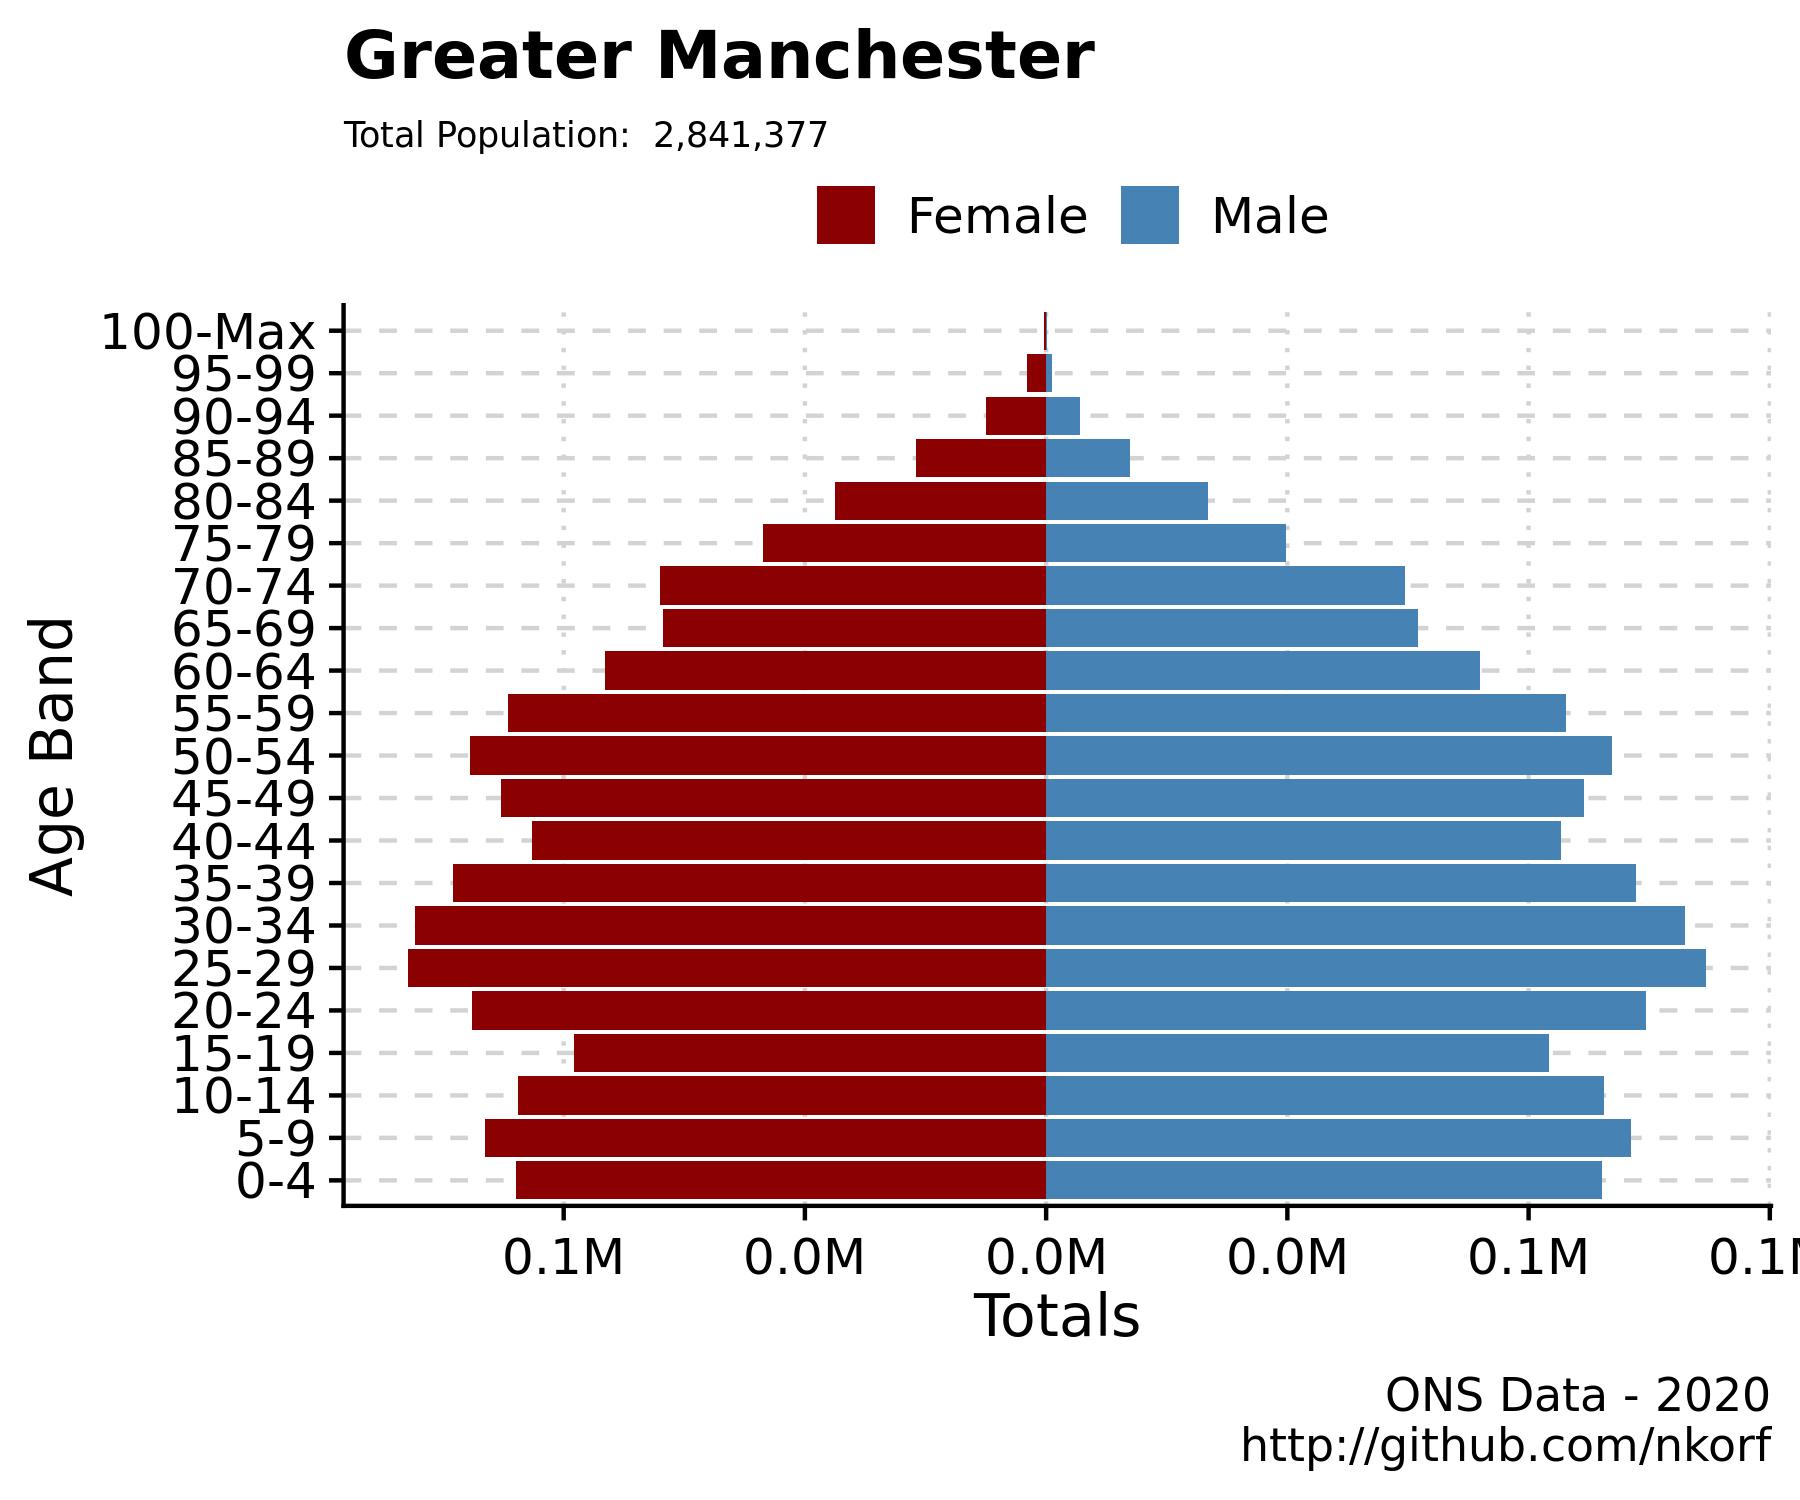 Greater Manchester
Total Population:  2,841,377
Female Male
100-Max
95-99
90-94
85-89
80-84
75-79
70-74
65-69
60-64
55-59
50-54
45-49
40-44
35-39
30-34
25-29
20-24
15-19
10-14
5-9
0-4
Age Band
0.1M 0.0M 0.0M 0.0M 0.1M 0.1M
Totals
ONS Data - 2020
http://github.com/nkorf